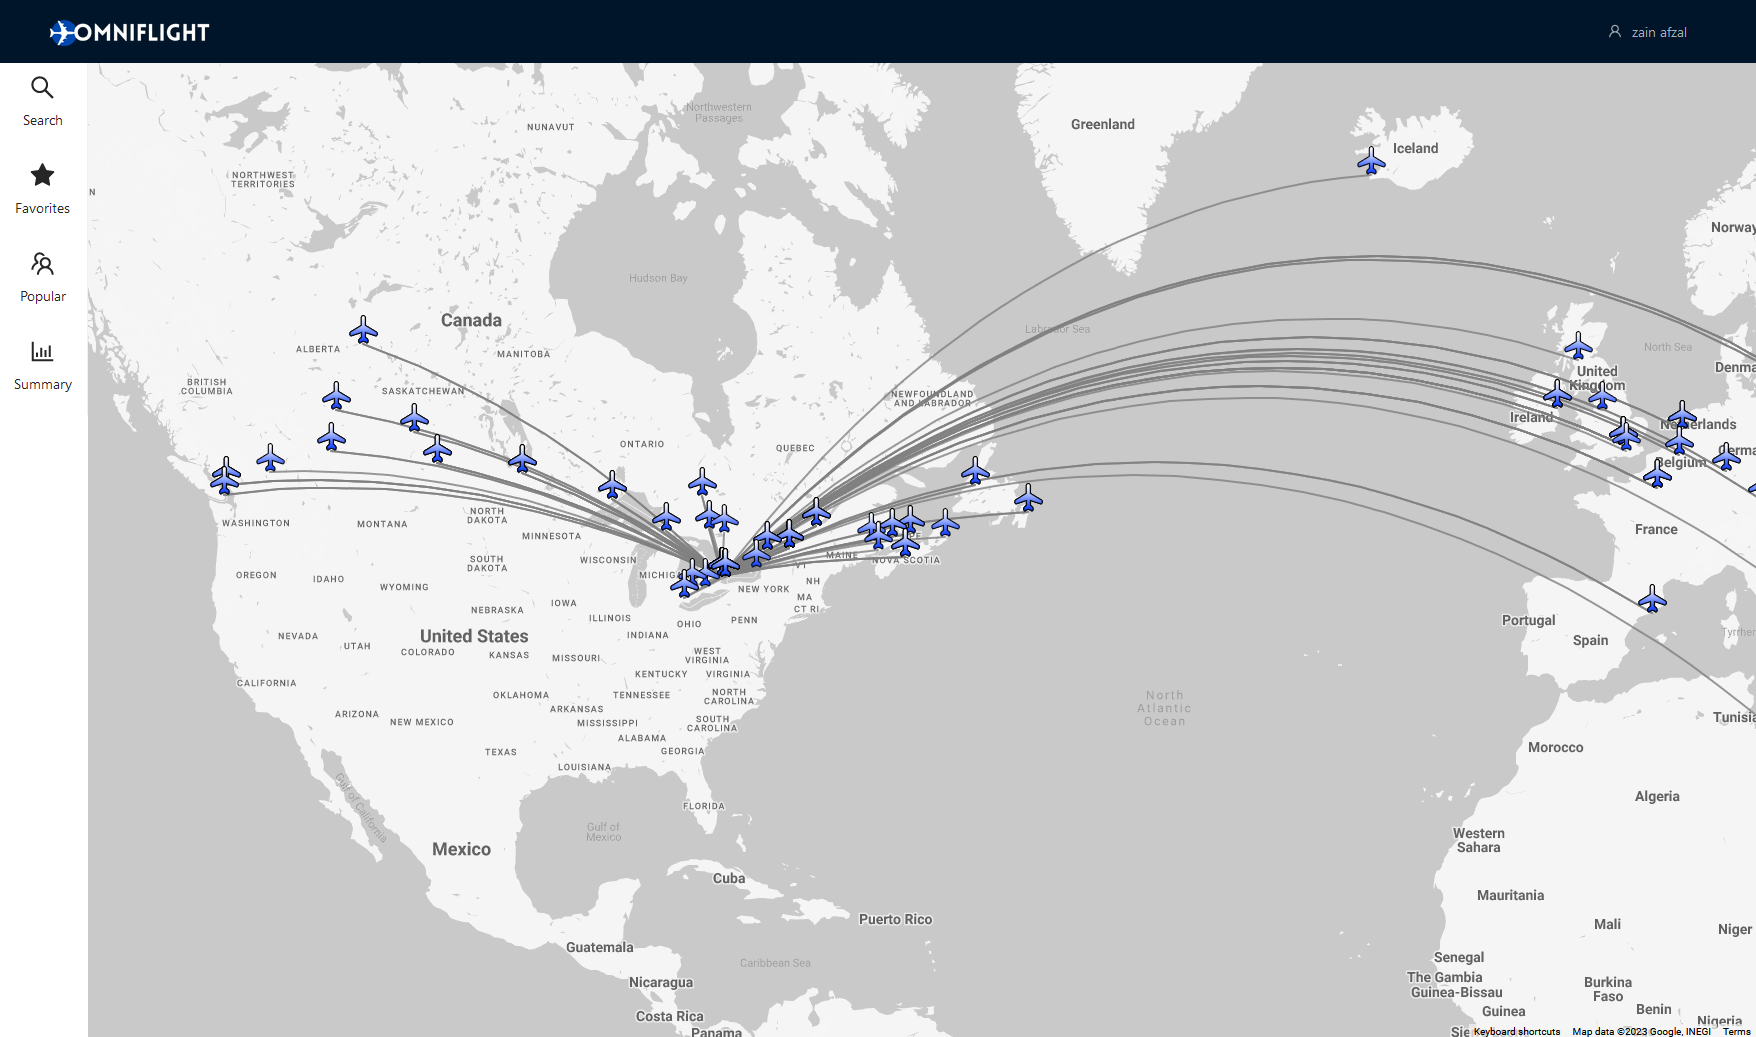 OMNIFLIGHT
zain afzal
Search
Favorites
Popular
Summary
Northwestern
Passages
Greenland
NUNAVUT
Iceland
NORTHWEST
TERRITORIES
N
Norway
Hudson Bay
Canada
Labrador Sea
ALBERTA
MANITOBA
North Sea
United
Kingdom
Denma
BRITISH
COLUMBIA
SASKATCHEWAN
NEWFOUNDLAND
AND LABRADOR
Ireland
Netherlands
ONTARIO
QUEBEC
Belgium
Germa
WASHINGTON
MONTANA
NORTH
DAKOTA
MINNESOTA
France
MAINE
NOVA SCOTIA
WISCONSIN
SOUTH
DAKOTA
VT
OREGON
IDAHO
WYOMING
MICHIG
NEW YORK
NH
MA
CT RI
NEBRASKA
IOWA
ILLINOIS
OHIO
PENN
INDIANA
Portugal
Spain
Tyrrhen
NEVADA
UTAH
United States
COLORADO
KANSAS
MISSOURI
WEST
VIRGINIA
KENTUCKY
VIRGINIA
CALIFORNIA
OKLAHOMA
TENNESSEE
NORTH
CAROLINA
ARKANSAS
ARIZONA
NEW MEXICO
MISSISSIPPI
SOUTH
CAROLINA
North
Atlantic
Ocean
Tunisia
ALABAMA
GEORGIA
TEXAS
LOUISIANA
Morocco
Gulf of California
FLORIDA
Algeria
Gulf of
Mexico
Western
Sahara
Mexico
Cuba
Puerto Rico
Mauritania
Mali
Niger
Guatemala
Caribbean Sea
Senegal
The Gambia
Guinea-Bissau
Nicaragua
Burkina
Faso
Guinea
Benin
Costa Rica
Nigeria
Panama
Sie
Keyboard shortcuts
Map data ©2023 Google, INEGI
Terms